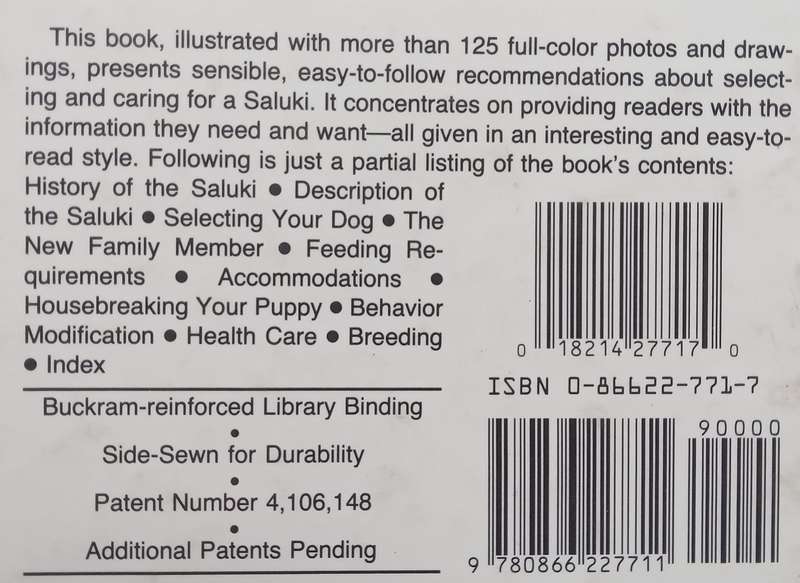 This book, illustrated with more than 125 full-color photos and draw-
ings, presents sensible, easy-to-follow recommendations about select-
ing and caring for a Saluki. It concentrates on providing readers with the
information they need and want—all given in an interesting and easy-to-
read style. Following is just a partial listing of the book's contents:
History of the Saluki ● Description of
the Saluki ● Selecting Your Dog ● The
New Family Member ● Feeding Re-
quirements ● Accommodations ●
Housebreaking Your Puppy ● Behavior
Modification ● Health Care ● Breeding
● Index
Buckram-reinforced Library Binding
●
Side-Sewn for Durability
●
Patent Number 4,106,148
●
Additional Patents Pending
0 18214 27717 0
ISBN 0-86622-771-7
90000
9 780866 227711